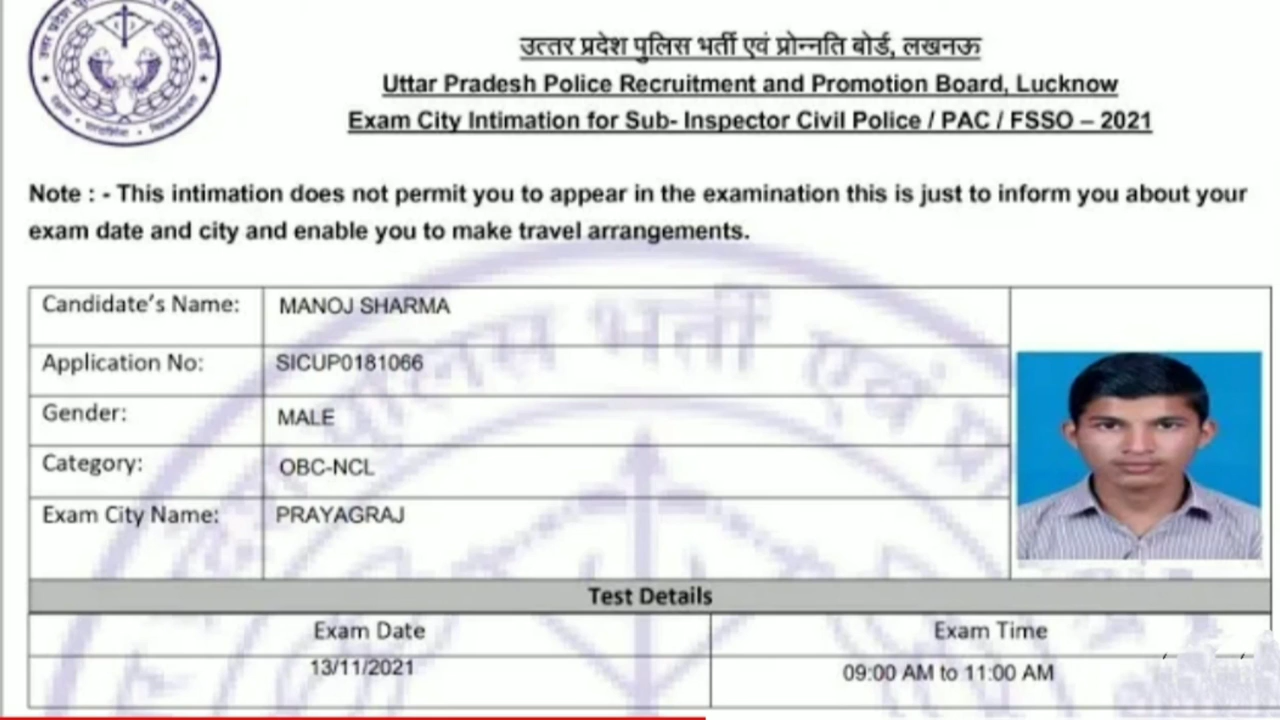 उत्तर प्रदेश पुलिस भर्ती एवं प्रोन्नति बोर्ड, लखनऊ
Uttar Pradesh Police Recruitment and Promotion Board, Lucknow
Exam City Intimation for Sub- Inspector Civil Police / PAC / FSSO – 2021
Note : - This intimation does not permit you to appear in the examination this is just to inform you about your
exam date and city and enable you to make travel arrangements.
Candidate's Name: MANOJ SHARMA
Application No: SICUP0181066
Gender: MALE
Category: OBC-NCL
Exam City Name: PRAYAGRAJ
Test Details
Exam Date Exam Time
13/11/2021 09:00 AM to 11:00 AM